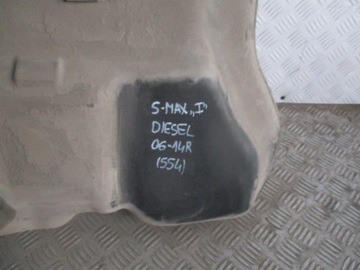 S-MAX „I"
DIESEL
06-14R
(554)